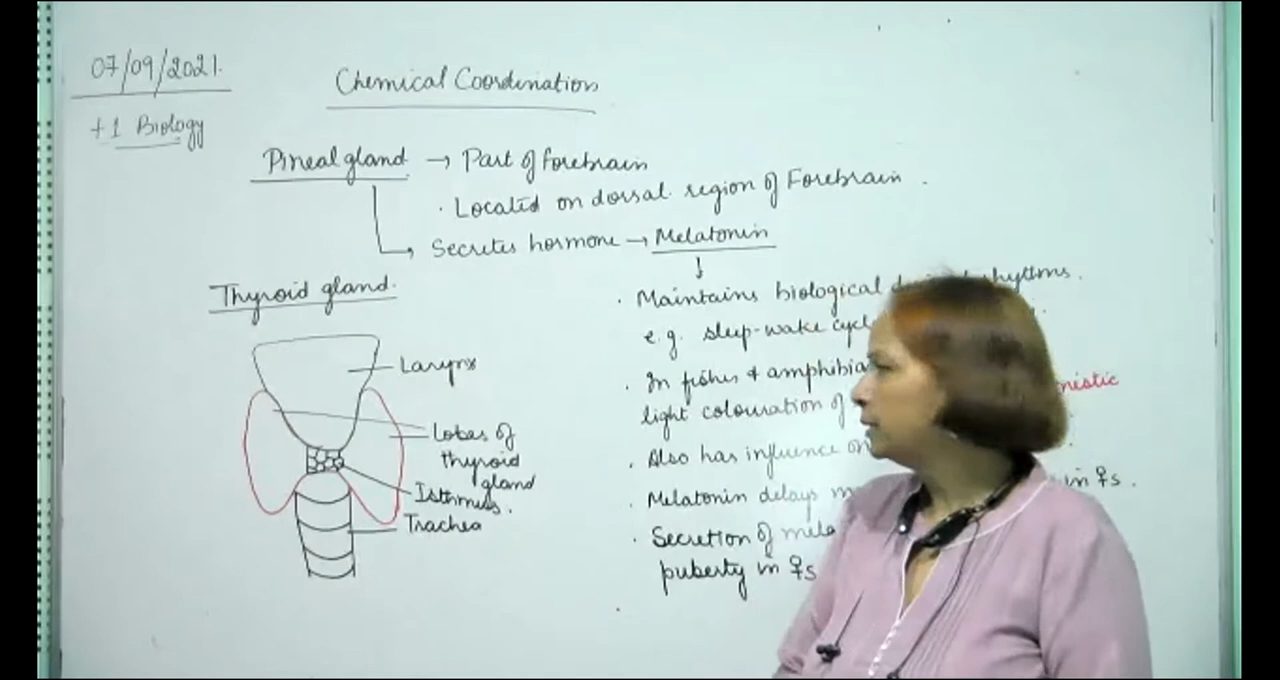 07/09/2021.
+1 Biology
Chemical Coordination
Pineal gland → Part of forebrain
. Located on dorsal region of Forebrain .
Secretes hormone → Melatonin
. Maintains biological rhythms .
e.g. sleep-wake
. In fishes &
light colouration of
. Also has influence on
. Melatonin delays in ♀s .
. Secretion of
puberty in ♀s
Thyroid gland.
Larynx
Lobes of
thyroid
gland
Isthmus.
Trachea